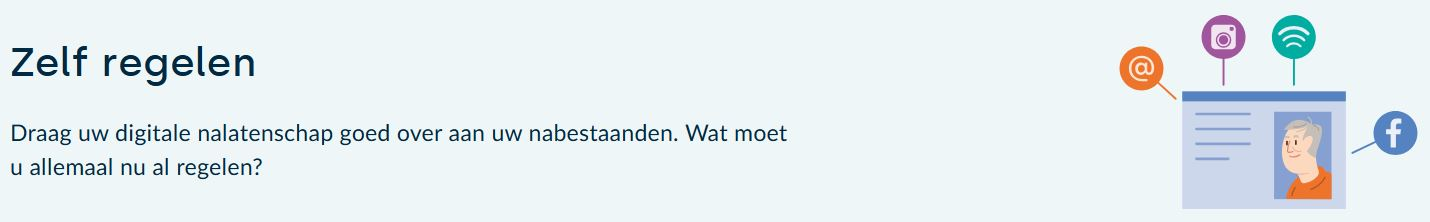 Zelf regelen
Draag uw digitale nalatenschap goed over aan uw nabestaanden. Wat moet
u allemaal nu al regelen?
@
f